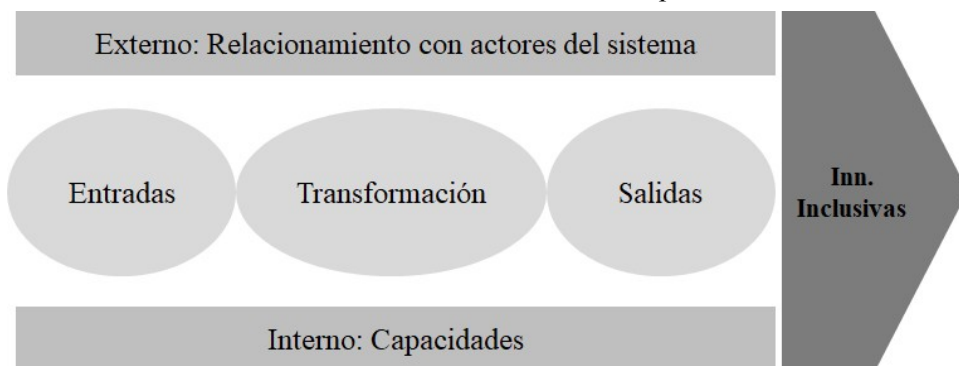 Externo: Relacionamiento con actores del sistema
Entradas
Transformación
Salidas
Inn.
Inclusivas
Interno: Capacidades